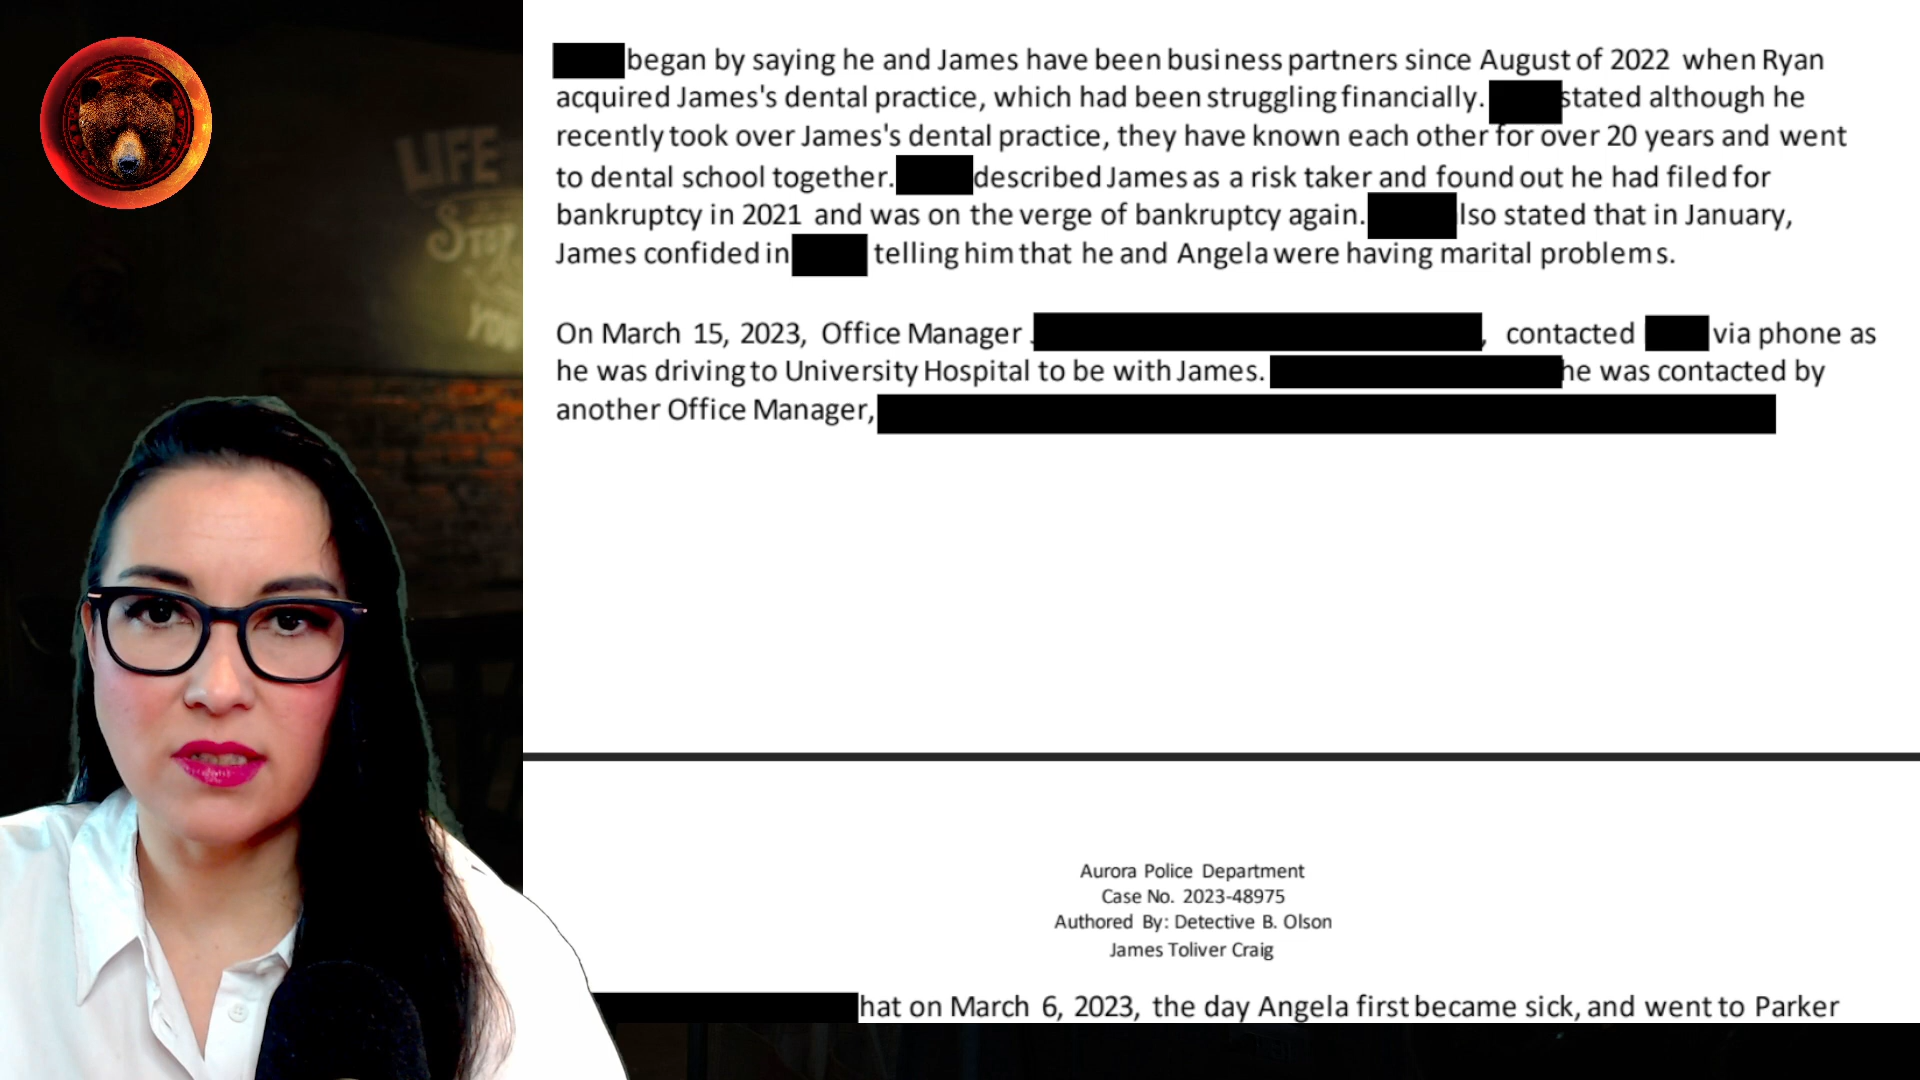 LIFE
began by saying he and James have been business partners since August of 2022 when Ryan
acquired James's dental practice, which had been struggling financially. stated although he
recently took over James's dental practice, they have known each other for over 20 years and went
to dental school together. described James as a risk taker and found out he had filed for
bankruptcy in 2021 and was on the verge of bankruptcy again. lso stated that in January,
James confided in telling him that he and Angela were having marital problems.
On March 15, 2023, Office Manager , contacted via phone as
he was driving to University Hospital to be with James. he was contacted by
another Office Manager,
Aurora Police Department
Case No. 2023-48975
Authored By: Detective B. Olson
James Toliver Craig
hat on March 6, 2023, the day Angela first became sick, and went to Parker